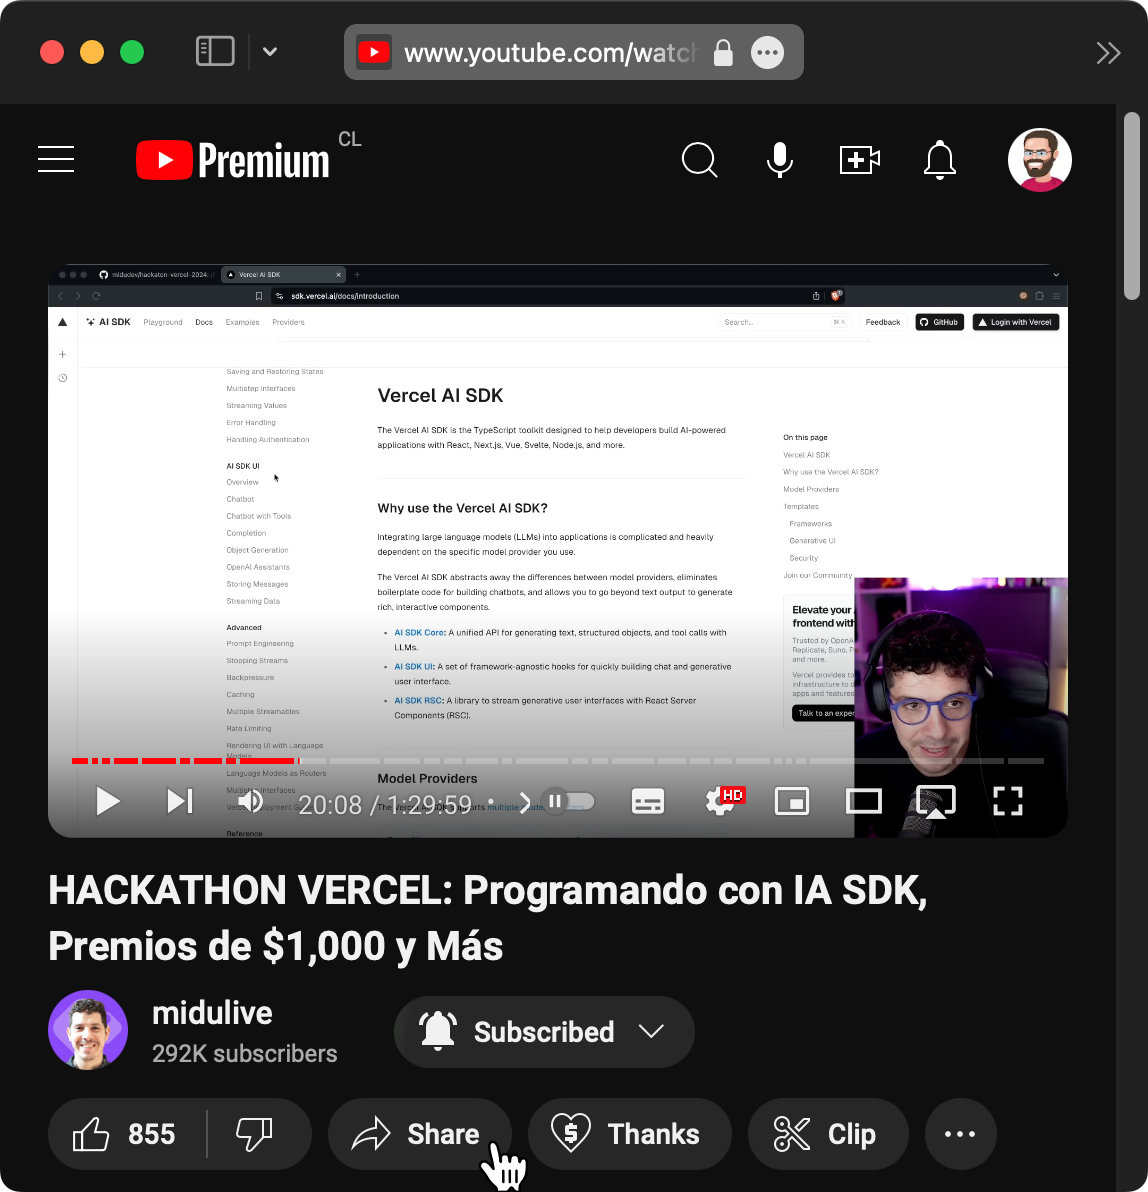 www.youtube.com/watch
Premium CL
midudev/hackaton-vercel-2024:
Vercel AI SDK
sdk.vercel.ai/docs/introduction
AI SDK Playground Docs Examples Providers Search... Feedback GitHub Login with Vercel
Saving and Restoring States
Multistep Interfaces
Streaming Values
Error Handling
Handling Authentication
AI SDK UI
Overview
Chatbot
Chatbot with Tools
Completion
Object Generation
OpenAI Assistants
Storing Messages
Streaming Data
Advanced
Prompt Engineering
Stopping Streams
Backpressure
Caching
Multiple Streamables
Rate Limiting
Rendering UI with Language
Models
Language Models as Routers
Multistep Interfaces
Reference
Vercel AI SDK
The Vercel AI SDK is the TypeScript toolkit designed to help developers build AI-powered
applications with React, Next.js, Vue, Svelte, Node.js, and more.
Why use the Vercel AI SDK?
Integrating large language models (LLMs) into applications is complicated and heavily
dependent on the specific model provider you use.
The Vercel AI SDK abstracts away the differences between model providers, eliminates
boilerplate code for building chatbots, and allows you to go beyond text output to generate
rich, interactive components.
• AI SDK Core: A unified API for generating text, structured objects, and tool calls with
LLMs.
• AI SDK UI: A set of framework-agnostic hooks for quickly building chat and generative
user interface.
• AI SDK RSC: A library to stream generative user interfaces with React Server
Components (RSC).
Model Providers
The Vercel AI SDK supports multiple
On this page
Vercel AI SDK
Why use the Vercel AI SDK?
Model Providers
Templates
Frameworks
Generative UI
Security
Join our Community
Elevate your
frontend with
Trusted by OpenA
Replicate, Suno, P
and more.
Vercel provides to
infrastructure to d
apps and features
Talk to an exper
20:08 / 1:29:59
HD
HACKATHON VERCEL: Programando con IA SDK,
Premios de $1,000 y Más
midulive
292K subscribers
Subscribed
855 Share Thanks Clip